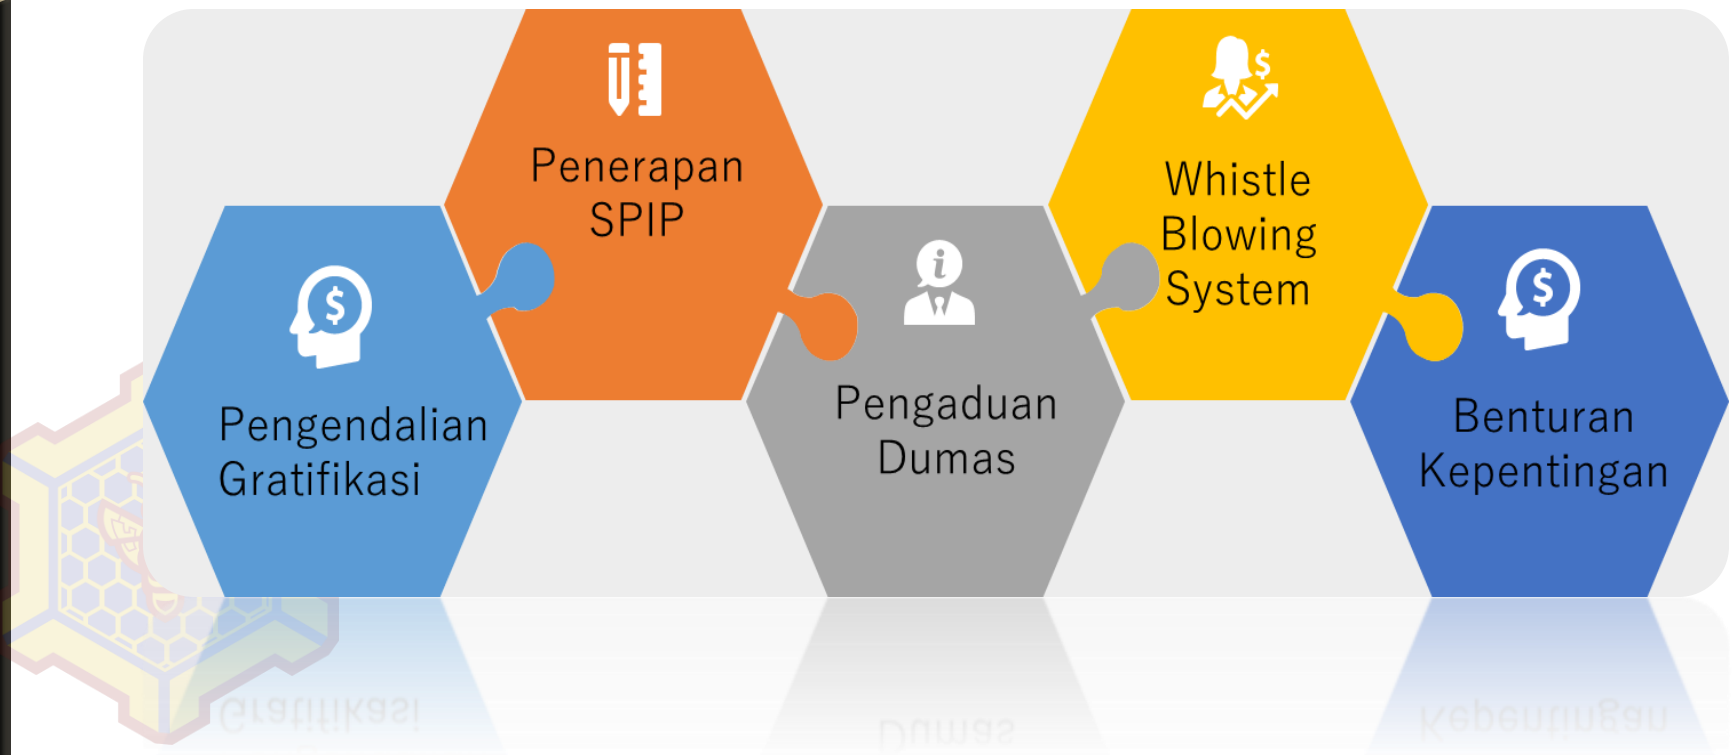 Pengendalian
Gratifikasi
Penerapan
SPIP
Pengaduan
Dumas
Whistle
Blowing
System
Benturan
Kepentingan